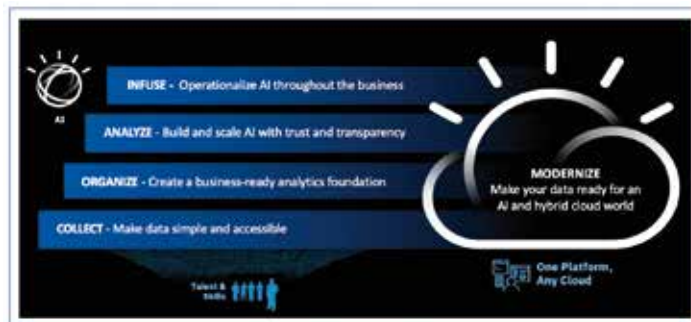 INFUSE - Operationalize AI throughout the business
AI
ANALYZE - Build and scale AI with trust and transparency
ORGANIZE - Create a business-ready analytics foundation
MODERNIZE
Make your data ready for an
AI and hybrid cloud world
COLLECT - Make data simple and accessible
Talent &
Skills
One Platform,
Any Cloud